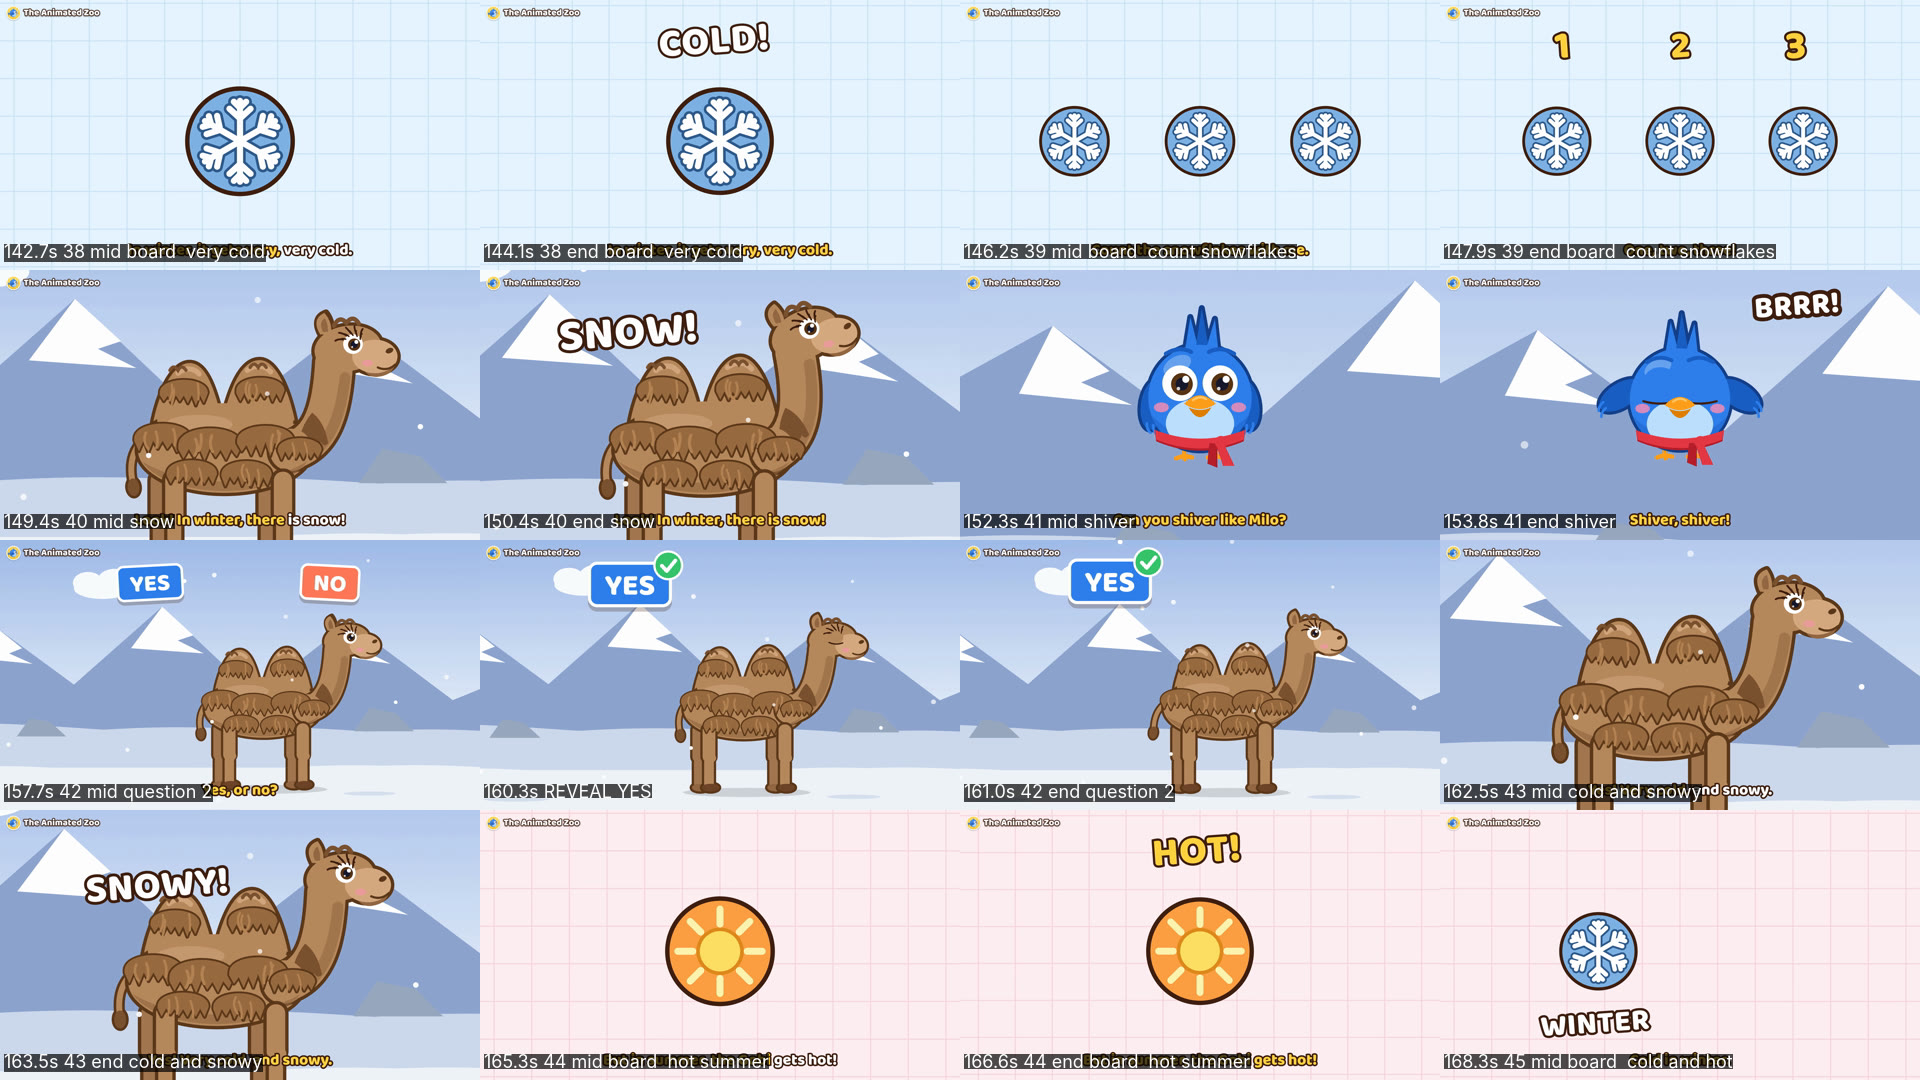 The Animated Zoo
142.7s 38 mid board very cold
y, very cold.
The Animated Zoo
COLD!
144.1s 38 end board very cold
ry, very cold.
The Animated Zoo
146.2s 39 mid board count snowflakes
e.
The Animated Zoo
1 2 3
147.9s 39 end board count snowflakes
The Animated Zoo
149.4s 40 mid snow
In winter, there is snow!
The Animated Zoo
SNOW!
150.4s 40 end snow
In winter, there is snow!
The Animated Zoo
152.3s 41 mid shiver
you shiver like Milo?
The Animated Zoo
BRRR!
153.8s 41 end shiver
Shiver, shiver!
The Animated Zoo
YES NO
157.7s 42 mid question 2
es, or no?
The Animated Zoo
YES
160.3s REVEAL YES
The Animated Zoo
YES
161.0s 42 end question 2
The Animated Zoo
162.5s 43 mid cold and snowy
nd snowy.
The Animated Zoo
SNOWY!
163.5s 43 end cold and snowy
nd snowy.
The Animated Zoo
165.3s 44 mid board hot summer
gets hot!
The Animated Zoo
HOT!
166.6s 44 end board hot summer
gets hot!
The Animated Zoo
WINTER
168.3s 45 mid board cold and hot